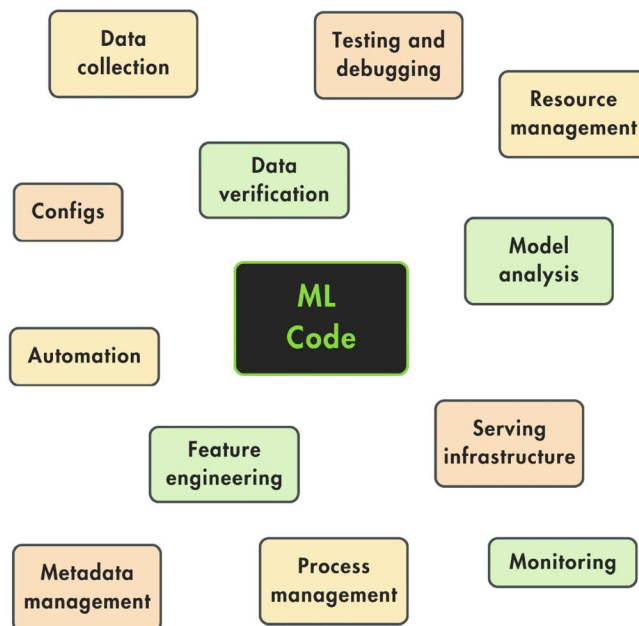 Data
collection
Testing and
debugging
Resource
management
Data
verification
Configs
Model
analysis
ML
Code
Automation
Serving
infrastructure
Feature
engineering
Metadata
management
Process
management
Monitoring